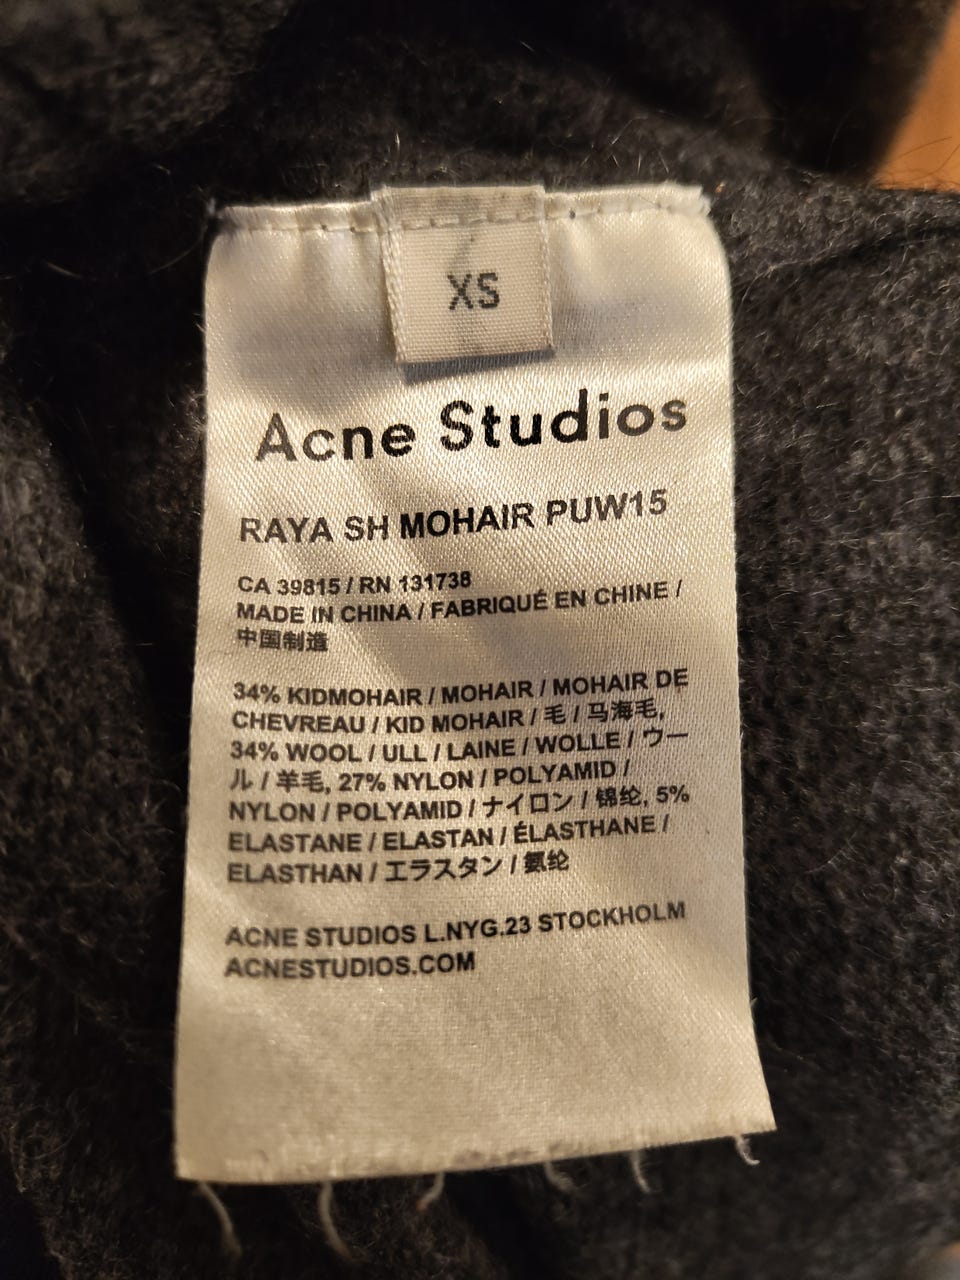 XS
Acne Studios
RAYA SH MOHAIR PUW15
CA 39815 / RN 131738
MADE IN CHINA / FABRIQUÉ EN CHINE /
中国制造
34% KIDMOHAIR / MOHAIR / MOHAIR DE
CHEVREAU / KID MOHAIR / 毛 / 马海毛,
34% WOOL / ULL / LAINE / WOLLE / ウー
ル / 羊毛, 27% NYLON / POLYAMID /
NYLON / POLYAMID / ナイロン / 锦纶, 5%
ELASTANE / ELASTAN / ÉLASTHANE /
ELASTHAN / エラスタン / 氨纶
ACNE STUDIOS L.NYG.23 STOCKHOLM
ACNESTUDIOS.COM